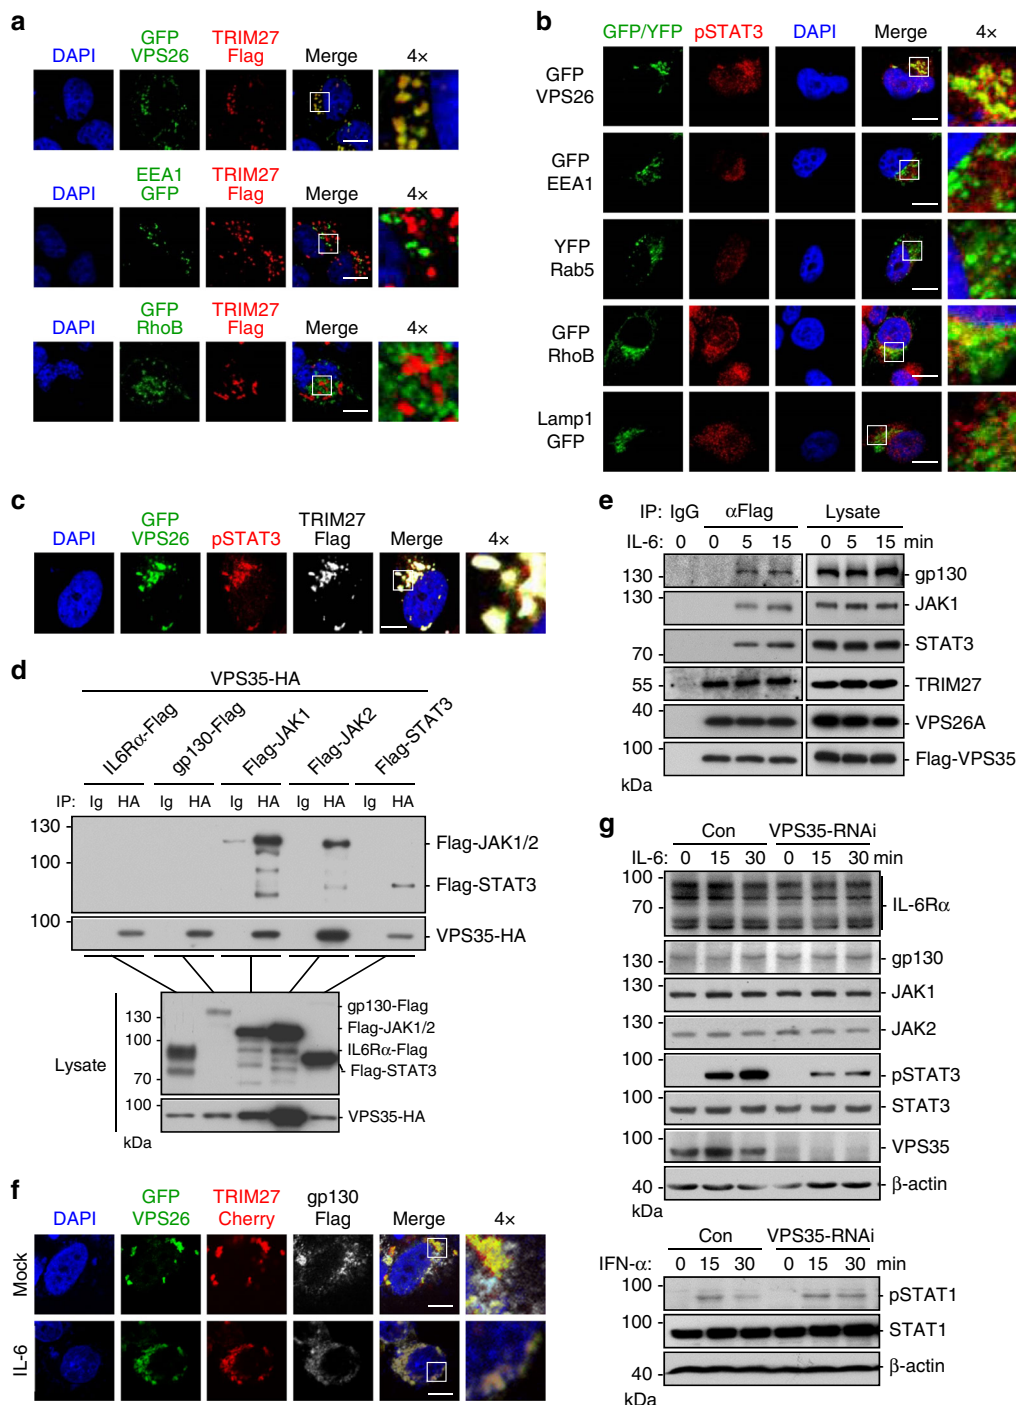 a
DAPI
GFP
VPS26
TRIM27
Flag
Merge
4×
DAPI
EEA1
GFP
TRIM27
Flag
Merge
4×
DAPI
GFP
RhoB
TRIM27
Flag
Merge
4×
b
GFP/YFP pSTAT3 DAPI Merge 4×
GFP
VPS26
GFP
EEA1
YFP
Rab5
GFP
RhoB
Lamp1
GFP
c
DAPI
GFP
VPS26
pSTAT3
TRIM27
Flag
Merge
4×
d
VPS35-HA
IL6Rα-Flag
gp130-Flag
Flag-JAK1
Flag-JAK2
Flag-STAT3
IP: Ig HA Ig HA Ig HA Ig HA Ig HA
130
100
Flag-JAK1/2
Flag-STAT3
100
VPS35-HA
Lysate
130
100
70
gp130-Flag
Flag-JAK1/2
IL6Rα-Flag
Flag-STAT3
100
VPS35-HA
kDa
e
IP: IgG αFlag Lysate
IL-6: 0 0 5 15 0 5 15 min
130
gp130
130
JAK1
70
STAT3
55
TRIM27
40
VPS26A
100
Flag-VPS35
kDa
f
DAPI
GFP
VPS26
TRIM27
Cherry
gp130
Flag
Merge
4×
Mock
IL-6
g
Con VPS35-RNAi
IL-6: 0 15 30 0 15 30 min
100
70
IL-6Rα
130
gp130
130
JAK1
130
JAK2
100
pSTAT3
100
STAT3
100
VPS35
40
β-actin
kDa
Con VPS35-RNAi
IFN-α: 0 15 30 0 15 30 min
100
pSTAT1
100
STAT1
40
β-actin
kDa